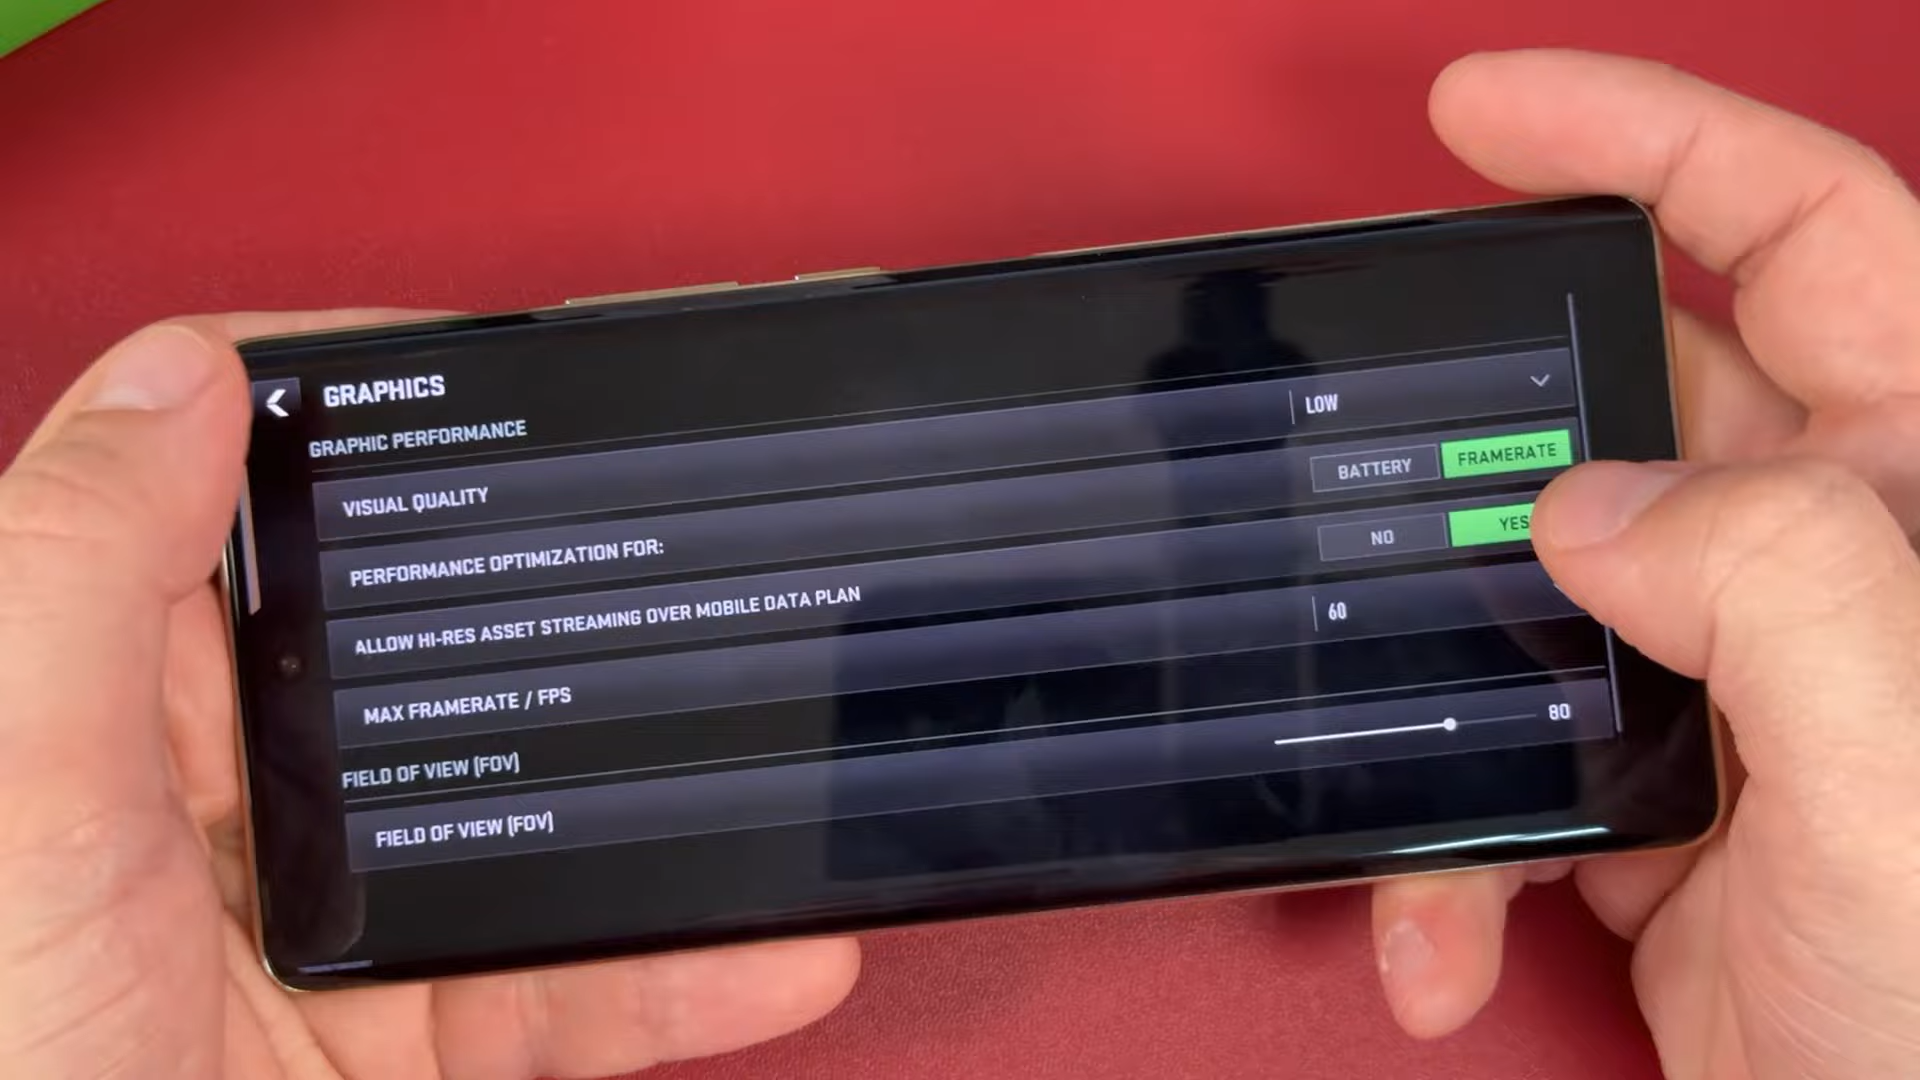 GRAPHICS
GRAPHIC PERFORMANCE
VISUAL QUALITY LOW
PERFORMANCE OPTIMIZATION FOR: BATTERY FRAMERATE
ALLOW HI-RES ASSET STREAMING OVER MOBILE DATA PLAN NO YES
MAX FRAMERATE / FPS 60
FIELD OF VIEW (FOV)
FIELD OF VIEW (FOV) 80